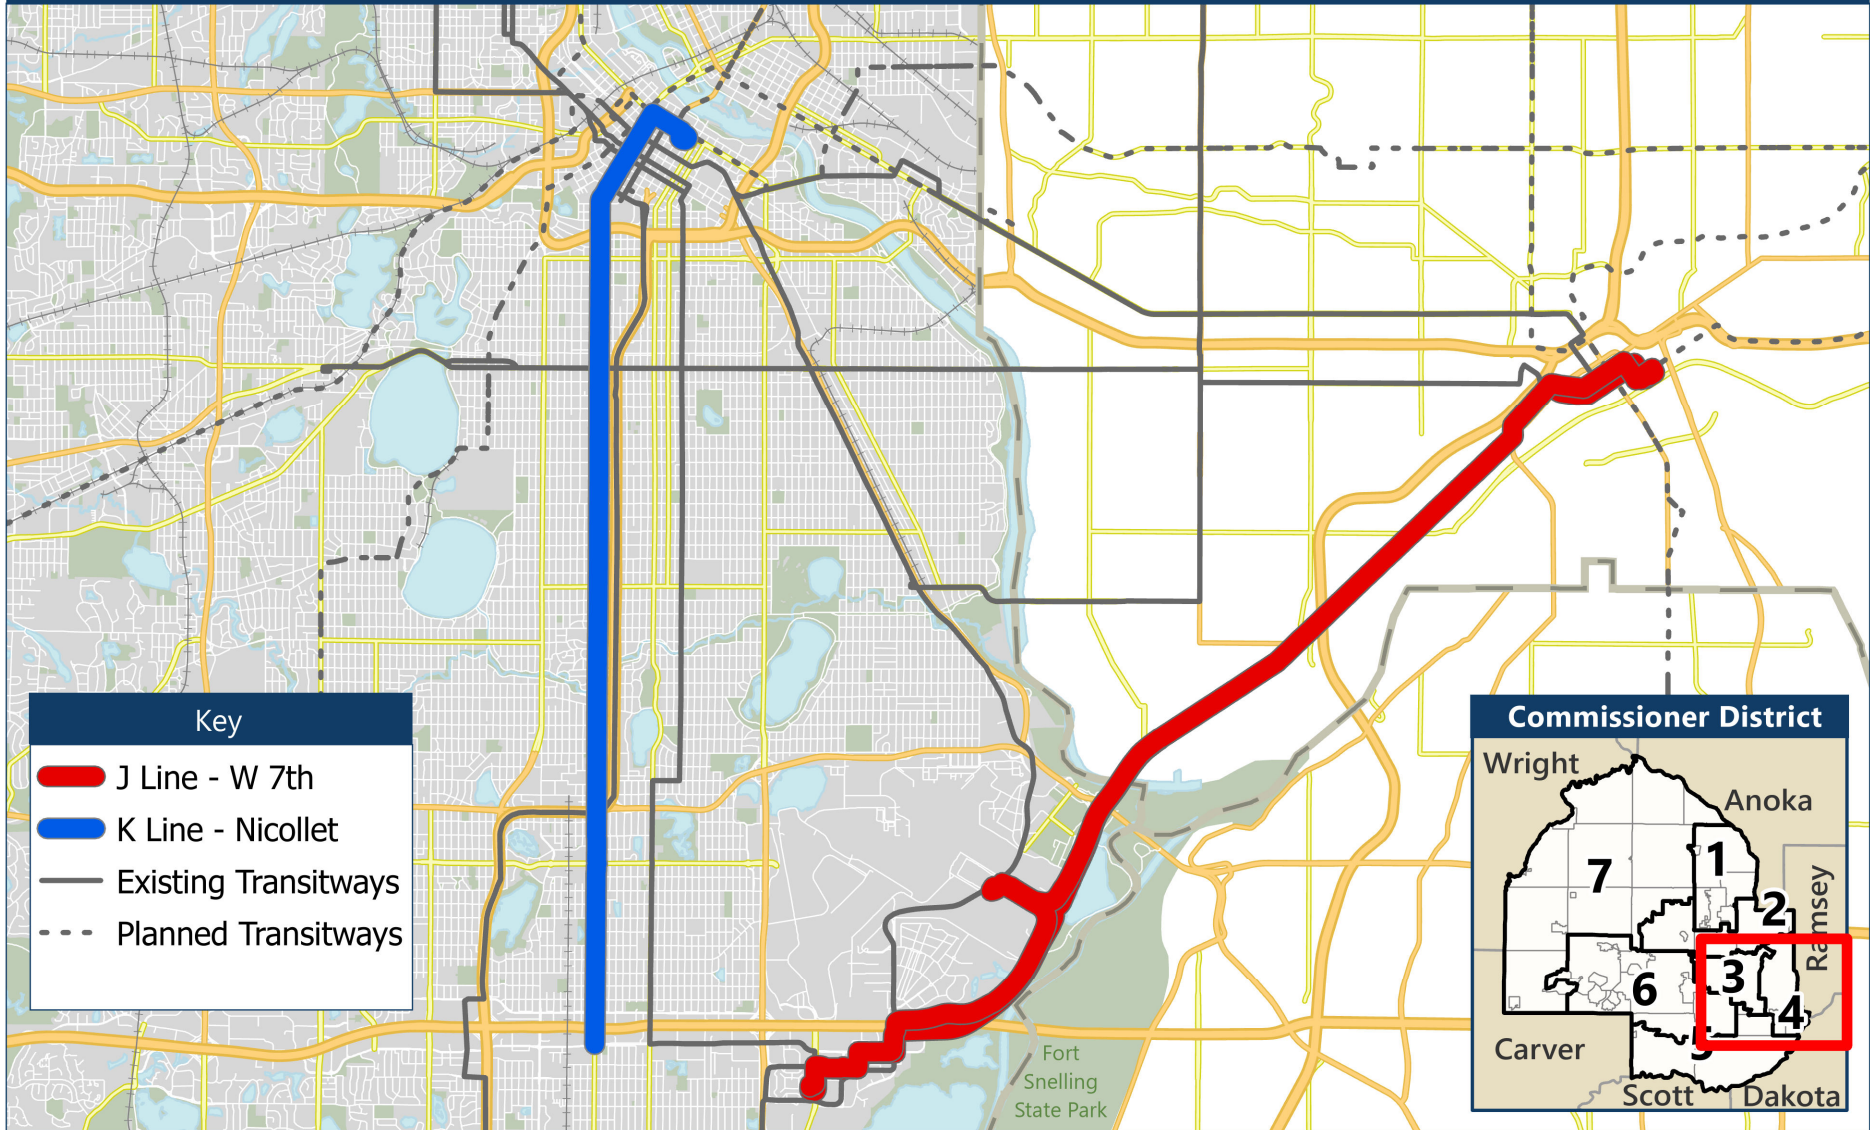 Key
J Line - W 7th
K Line - Nicollet
Existing Transitways
Planned Transitways
Fort
Snelling
State Park
Commissioner District
Wright
Anoka
1
7
2
Ramsey
3
6
4
5
Carver
Scott
Dakota